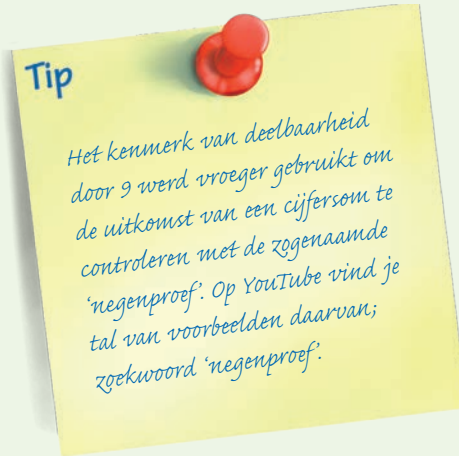 Tip
Het kenmerk van deelbaarheid
door 9 werd vroeger gebruikt om
de uitkomst van een cijfersom te
controleren met de zogenaamde
‘negenproef’. Op YouTube vind je
tal van voorbeelden daarvan;
zoekwoord ‘negenproef’.